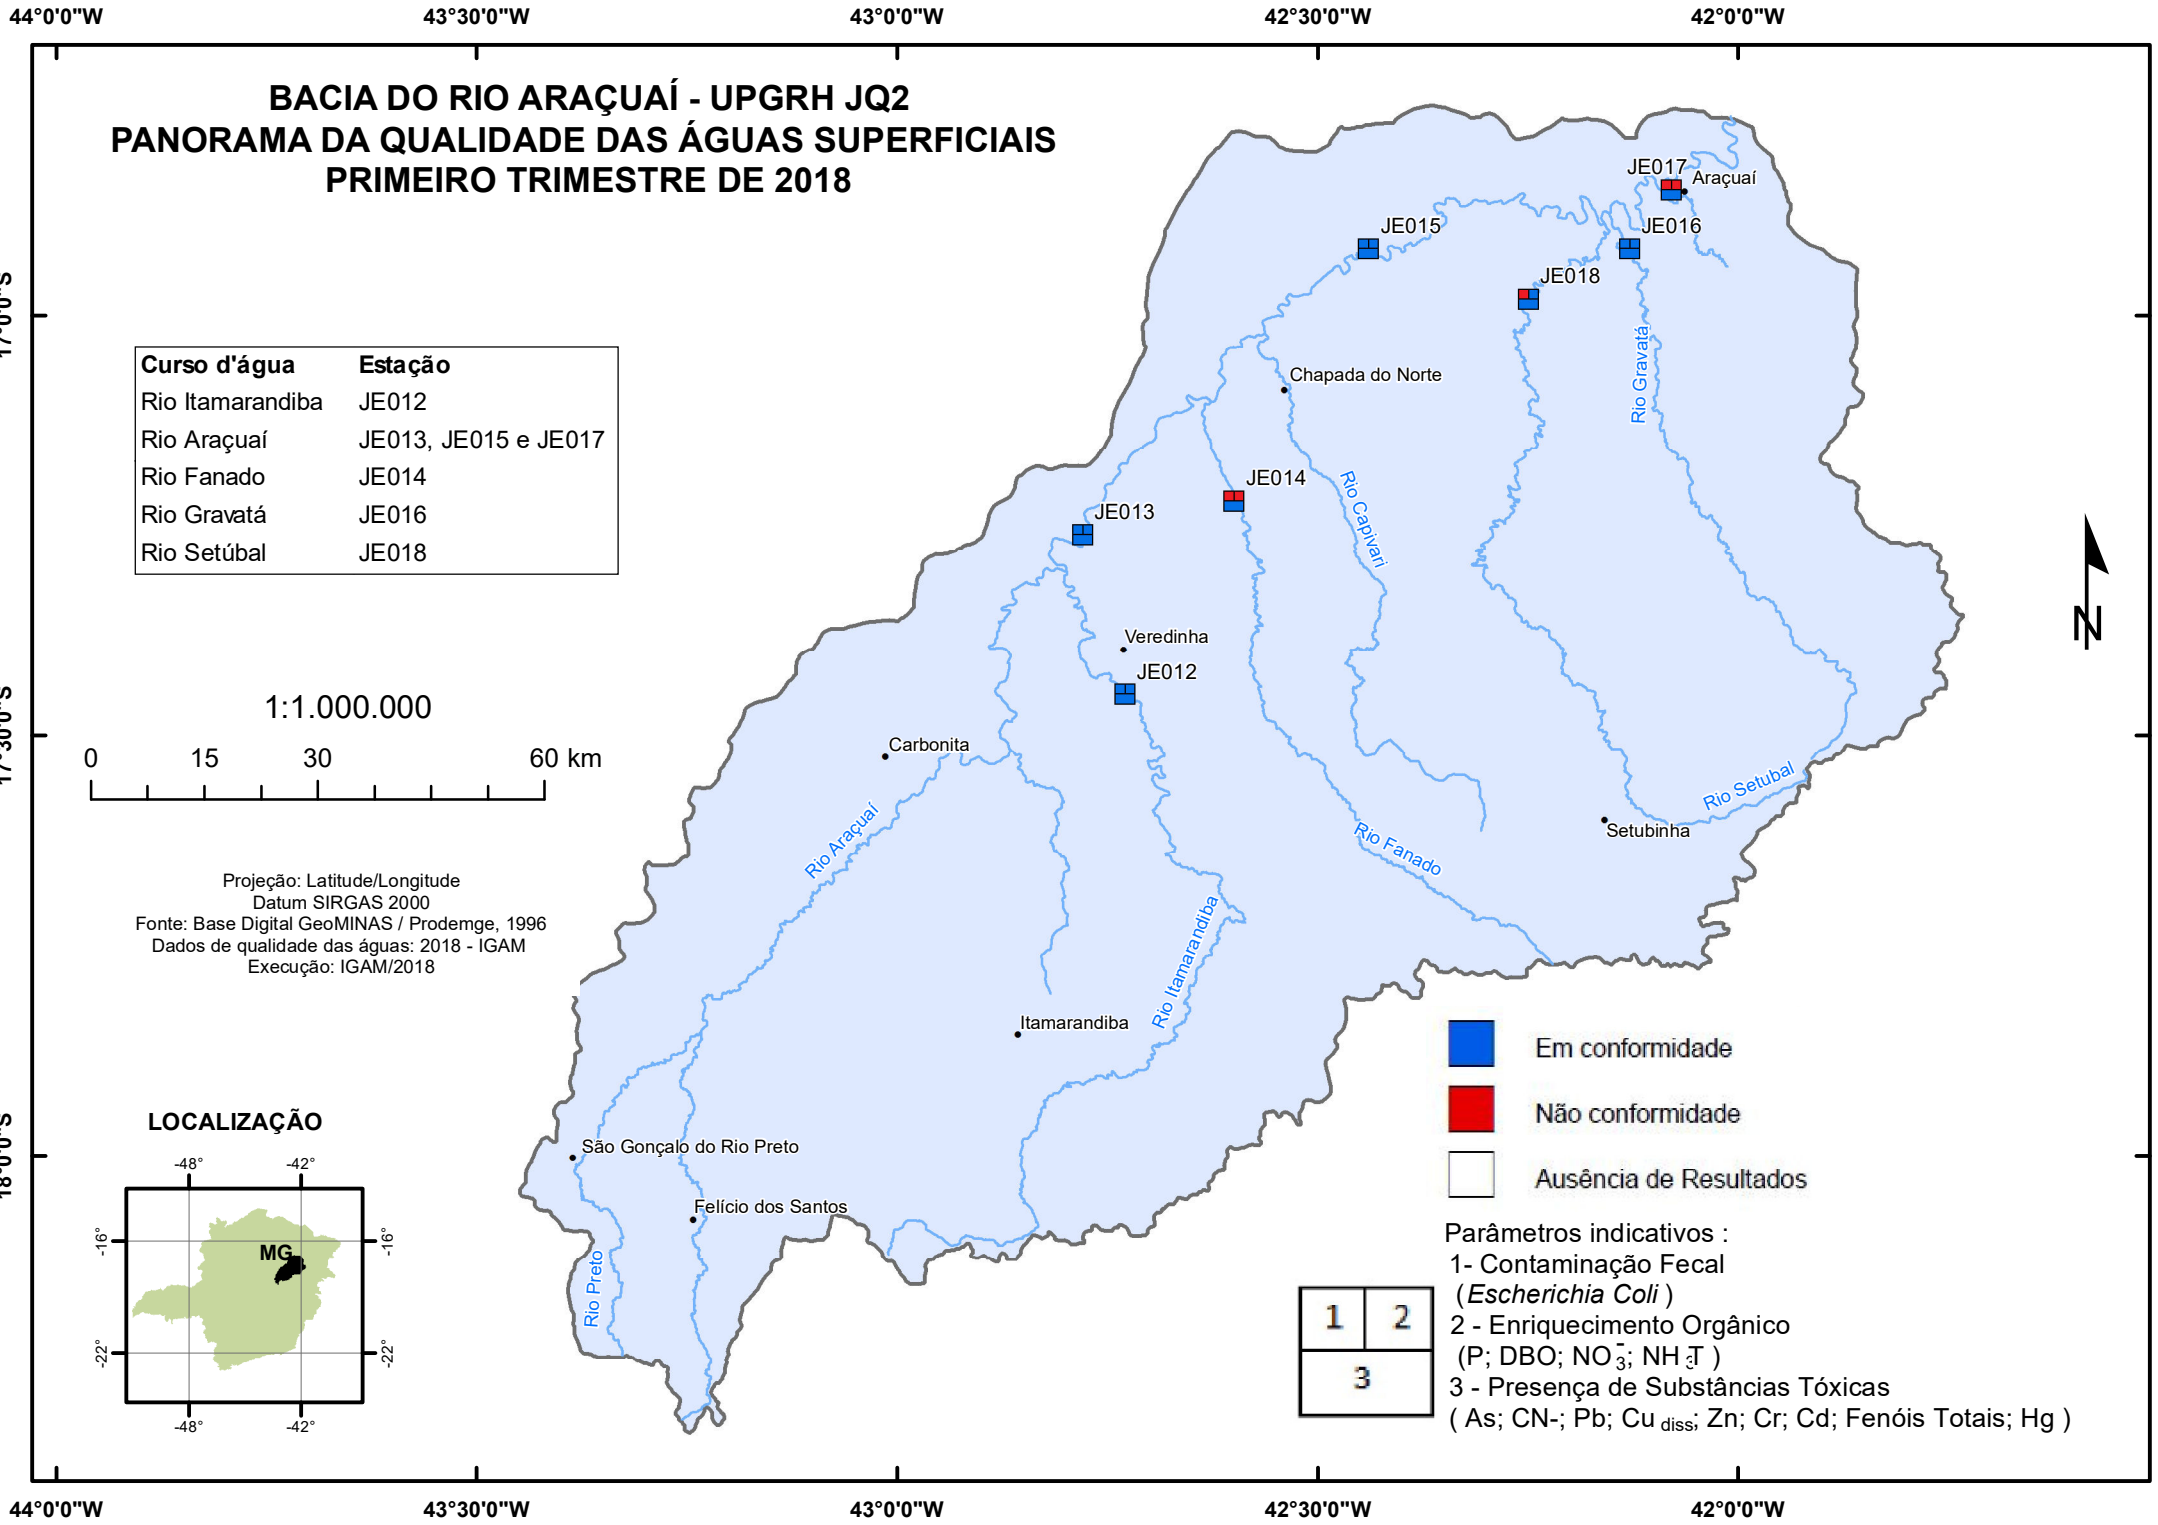 44°0'0"W 43°30'0"W 43°0'0"W 42°30'0"W 42°0'0"W
BACIA DO RIO ARAÇUAÍ - UPGRH JQ2
PANORAMA DA QUALIDADE DAS ÁGUAS SUPERFICIAIS
PRIMEIRO TRIMESTRE DE 2018
JE017
Araçuaí
JE015
JE016
JE018
17°0'0"S
Rio Gravatá
Curso d'água Estação
Rio Itamarandiba JE012
Rio Araçuaí JE013, JE015 e JE017
Rio Fanado JE014
Rio Gravatá JE016
Rio Setúbal JE018
Chapada do Norte
JE014
Rio Capivari
JE013
N
Veredinha
JE012
17°30'0"S
1:1.000.000
0 15 30 60 km
Carbonita
Rio Setubal
Setubinha
Rio Araçuaí
Rio Fanado
Projeção: Latitude/Longitude
Datum SIRGAS 2000
Fonte: Base Digital GeoMINAS / Prodemge, 1996
Dados de qualidade das águas: 2018 - IGAM
Execução: IGAM/2018
Rio Itamarandiba
Itamarandiba
Em conformidade
Não conformidade
Ausência de Resultados
18°0'0"S
LOCALIZAÇÃO
-48° -42°
-16° -16°
MG
-22° -22°
-48° -42°
São Gonçalo do Rio Preto
Felício dos Santos
Rio Preto
Parâmetros indicativos :
1- Contaminação Fecal
(Escherichia Coli )
2 - Enriquecimento Orgânico
(P; DBO; NO3-; NH3T )
3 - Presença de Substâncias Tóxicas
( As; CN-; Pb; Cu diss; Zn; Cr; Cd; Fenóis Totais; Hg )
1 2
3
44°0'0"W 43°30'0"W 43°0'0"W 42°30'0"W 42°0'0"W